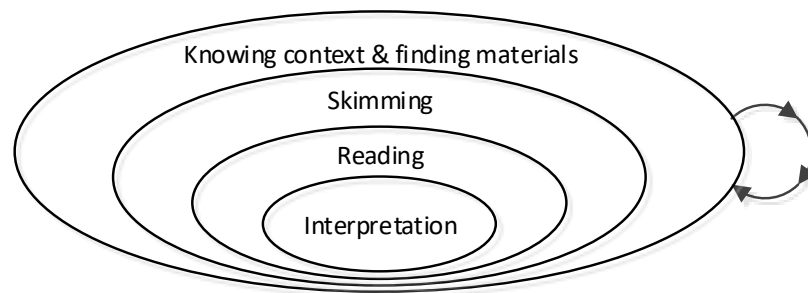 Knowing context & finding materials
Skimming
Reading
Interpretation